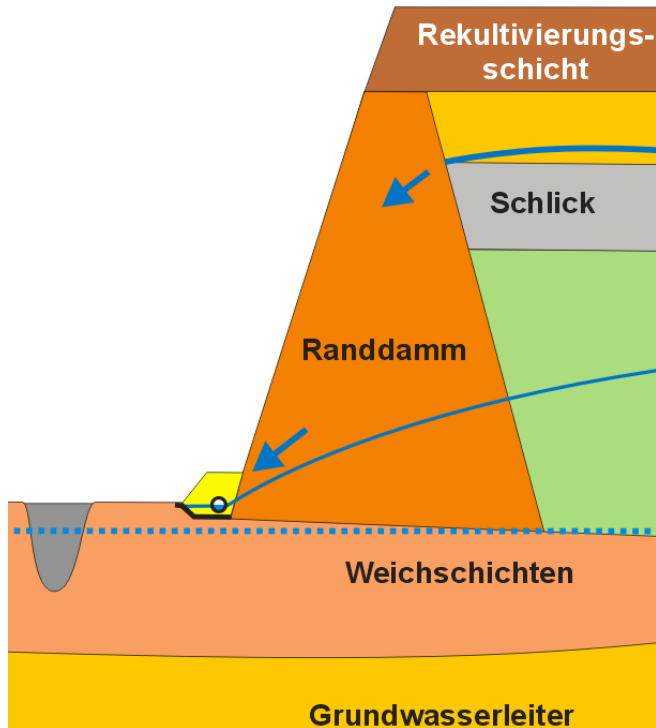 Rekultivierungs-
schicht
Schlick
Randdamm
Weichschichten
Grundwasserleiter